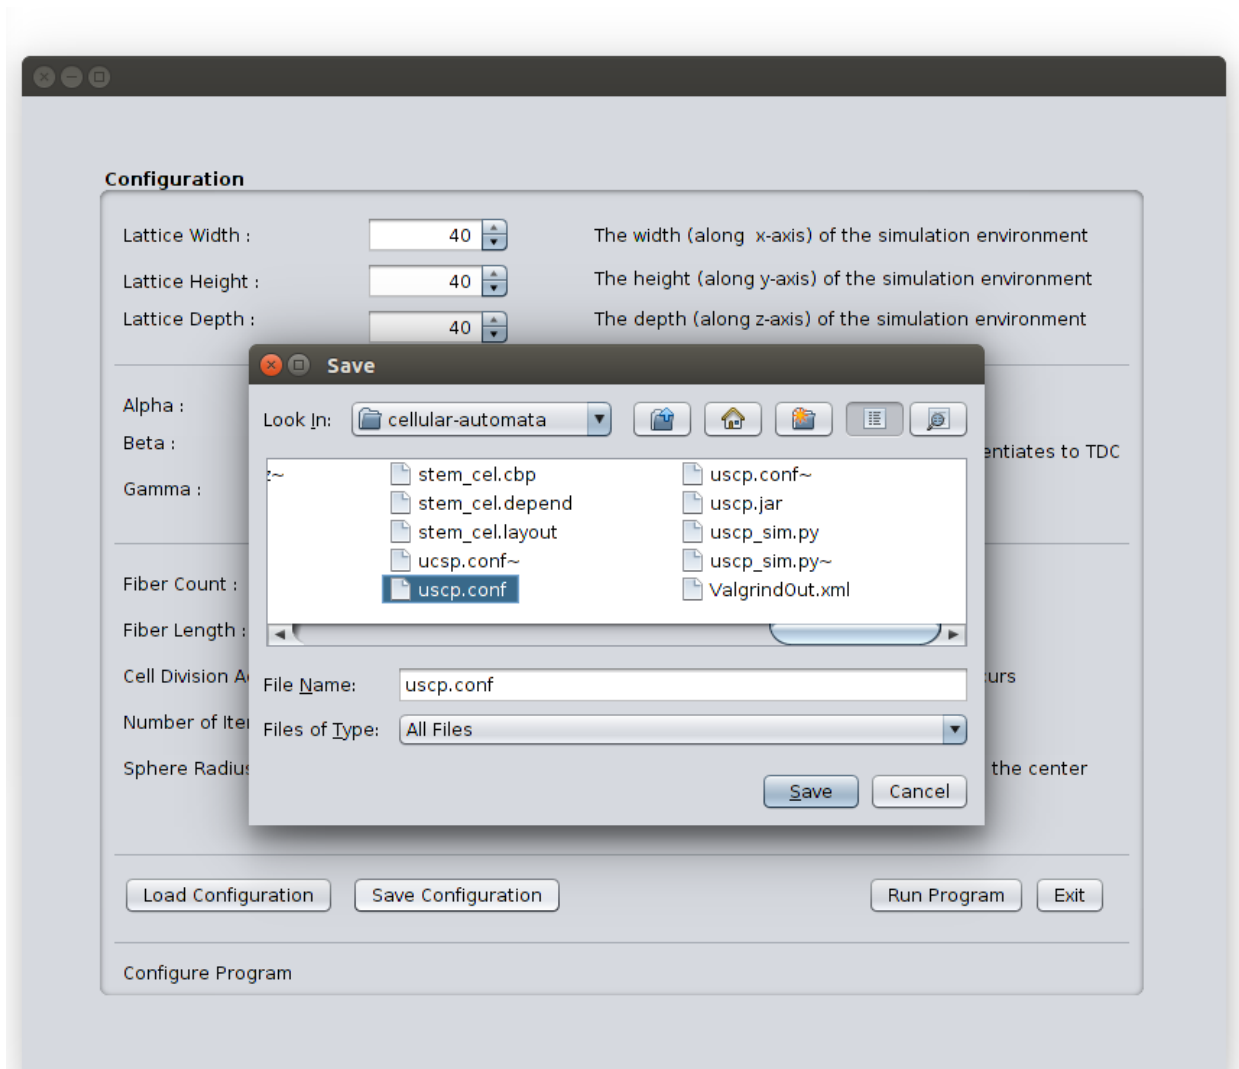 Configuration
Lattice Width : 40 The width (along x-axis) of the simulation environment
Lattice Height : 40 The height (along y-axis) of the simulation environment
Lattice Depth : 40 The depth (along z-axis) of the simulation environment
Save
Alpha :
Look In: cellular-automata
Beta :
entiates to TDC
z~ stem_cel.cbp uscp.conf~
Gamma :
stem_cel.depend uscp.jar
stem_cel.layout uscp_sim.py
ucsp.conf~ uscp_sim.py~
Fiber Count :
uscp.conf ValgrindOut.xml
Fiber Length :
Cell Division A
File Name: uscp.conf
urs
Number of Ite
Files of Type: All Files
Sphere Radius
the center
Save Cancel
Load Configuration Save Configuration Run Program Exit
Configure Program